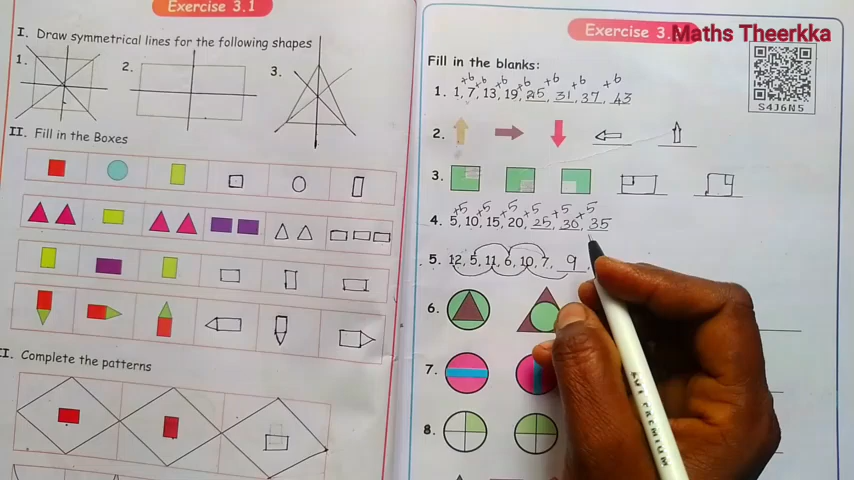 Exercise 3.1
I. Draw symmetrical lines for the following shapes
1.
2.
3.
II. Fill in the Boxes
II. Complete the patterns
Maths Theerkka
Exercise 3.
S4J6N5
Fill in the blanks:
+6 +6 +6 +6 +6 +6 +6
1. 1, 7, 13, 19, 25, 31, 37, 43
2.
3.
+5 +5 +5 +5 +5 +5
4. 5, 10, 15, 20, 25, 30, 35
5. 12, 5, 11, 6, 10, 7, 9,
6.
7.
8.